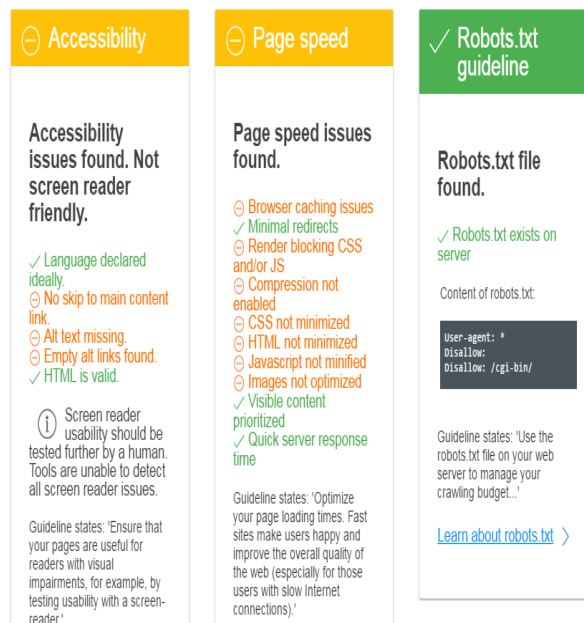 Accessibility
Accessibility
issues found. Not
screen reader
friendly.
Language declared
ideally.
No skip to main content
link.
Alt text missing.
Empty alt links found.
HTML is valid.
Screen reader
usability should be
tested further by a human.
Tools are unable to detect
all screen reader issues.
Guideline states: 'Ensure that
your pages are useful for
readers with visual
impairments, for example, by
testing usability with a screen-
reader.'
Page speed
Page speed issues
found.
Browser caching issues
Minimal redirects
Render blocking CSS
and/or JS
Compression not
enabled
CSS not minimized
HTML not minimized
Javascript not minified
Images not optimized
Visible content
prioritized
Quick server response
time
Guideline states: 'Optimize
your page loading times. Fast
sites make users happy and
improve the overall quality of
the web (especially for those
users with slow Internet
connections).'
Robots.txt
guideline
Robots.txt file
found.
Robots.txt exists on
server
Content of robots.txt:
User-agent: *
Disallow:
Disallow: /cgi-bin/
Guideline states: 'Use the
robots.txt file on your web
server to manage your
crawling budget...'
Learn about robots.txt